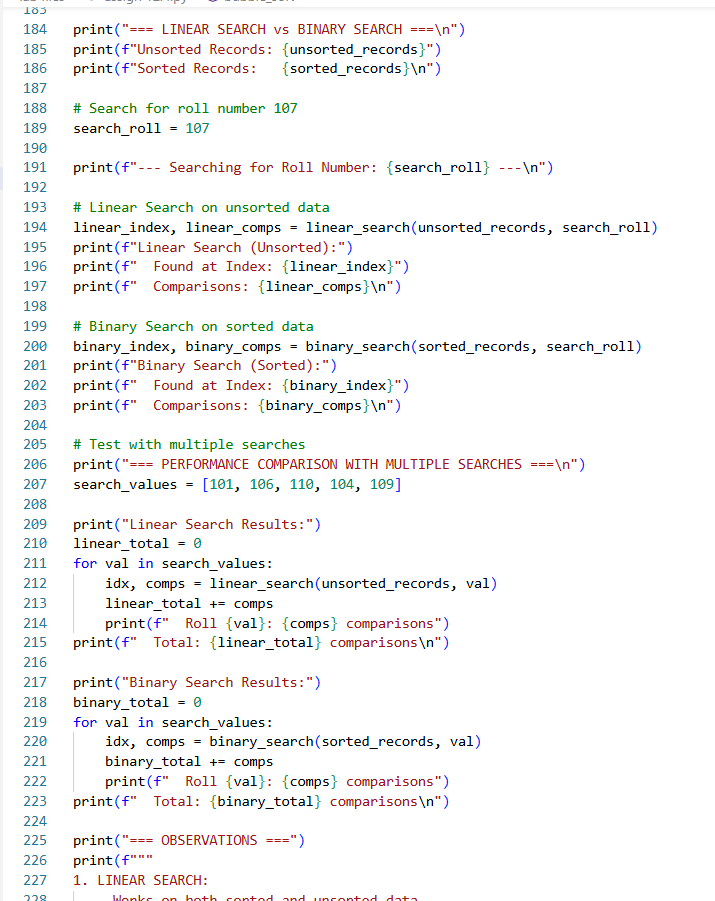 183
184 print("=== LINEAR SEARCH vs BINARY SEARCH ===\n")
185 print(f"Unsorted Records: {unsorted_records}")
186 print(f"Sorted Records:   {sorted_records}\n")
187
188 # Search for roll number 107
189 search_roll = 107
190
191 print(f"--- Searching for Roll Number: {search_roll} ---\n")
192
193 # Linear Search on unsorted data
194 linear_index, linear_comps = linear_search(unsorted_records, search_roll)
195 print(f"Linear Search (Unsorted):")
196 print(f"  Found at Index: {linear_index}")
197 print(f"  Comparisons: {linear_comps}\n")
198
199 # Binary Search on sorted data
200 binary_index, binary_comps = binary_search(sorted_records, search_roll)
201 print(f"Binary Search (Sorted):")
202 print(f"  Found at Index: {binary_index}")
203 print(f"  Comparisons: {binary_comps}\n")
204
205 # Test with multiple searches
206 print("=== PERFORMANCE COMPARISON WITH MULTIPLE SEARCHES ===\n")
207 search_values = [101, 106, 110, 104, 109]
208
209 print("Linear Search Results:")
210 linear_total = 0
211 for val in search_values:
212     idx, comps = linear_search(unsorted_records, val)
213     linear_total += comps
214     print(f"  Roll {val}: {comps} comparisons")
215 print(f"  Total: {linear_total} comparisons\n")
216
217 print("Binary Search Results:")
218 binary_total = 0
219 for val in search_values:
220     idx, comps = binary_search(sorted_records, val)
221     binary_total += comps
222     print(f"  Roll {val}: {comps} comparisons")
223 print(f"  Total: {binary_total} comparisons\n")
224
225 print("=== OBSERVATIONS ===")
226 print(f"""
227 1. LINEAR SEARCH:
228 Works on both sorted and unsorted data